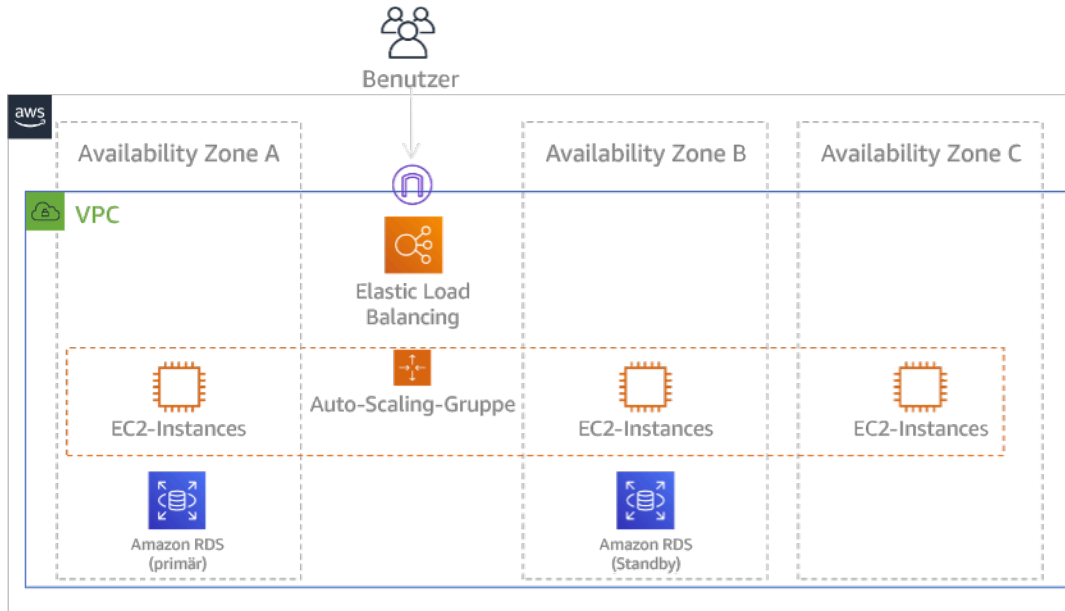 Benutzer
aws
Availability Zone A
Availability Zone B
Availability Zone C
VPC
Elastic Load
Balancing
Auto-Scaling-Gruppe
EC2-Instances
EC2-Instances
EC2-Instances
Amazon RDS
(primär)
Amazon RDS
(Standby)